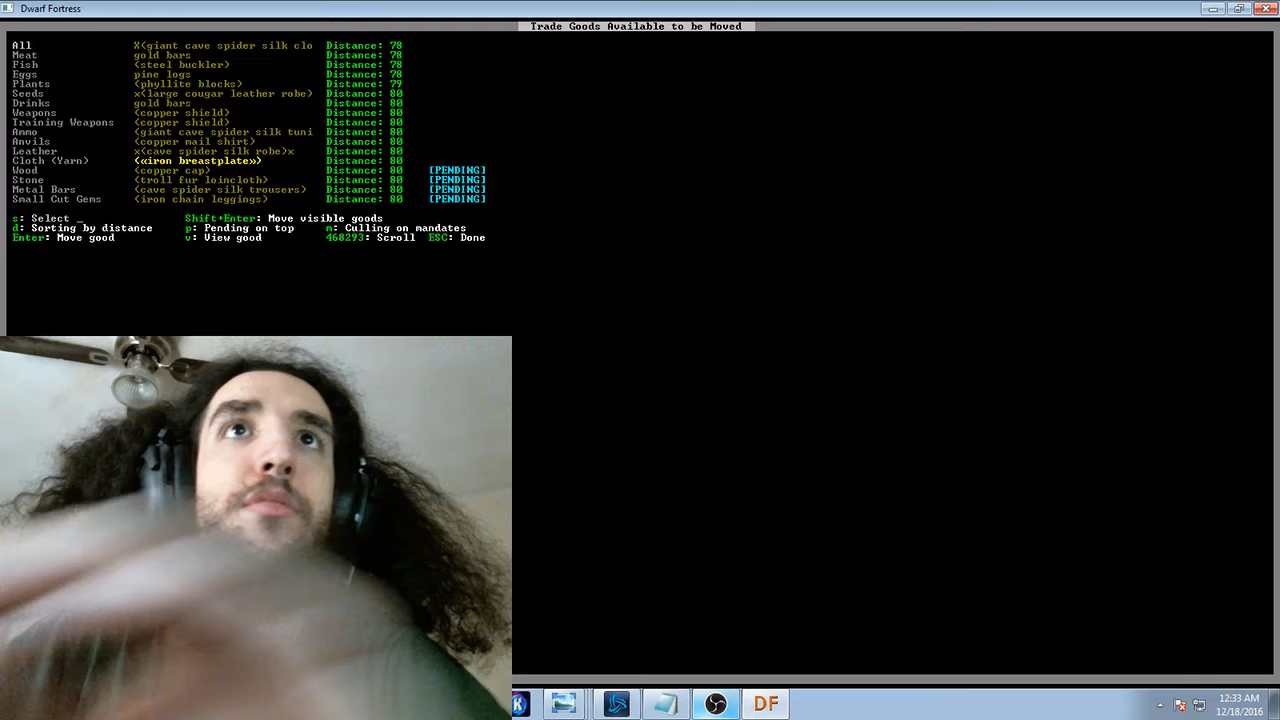 Dwarf Fortress
Trade Goods Available to be Moved
All X(giant cave spider silk clo Distance: 78
Meat gold bars Distance: 78
Fish (steel buckler) Distance: 78
Eggs pine logs Distance: 78
Plants (phyllite blocks) Distance: 79
Seeds x(large cougar leather robe) Distance: 80
Drinks gold bars Distance: 80
Weapons (copper shield) Distance: 80
Training Weapons (copper shield) Distance: 80
Ammo (giant cave spider silk tuni Distance: 80
Anvils (copper mail shirt) Distance: 80
Leather x(cave spider silk robe)x Distance: 80
Cloth (Yarn) («iron breastplate») Distance: 80
Wood (copper cap) Distance: 80 [PENDING]
Stone (troll fur loincloth) Distance: 80 [PENDING]
Metal Bars (cave spider silk trousers) Distance: 80 [PENDING]
Small Cut Gems (iron chain leggings) Distance: 80 [PENDING]
s: Select _ Shift+Enter: Move visible goods
d: Sorting by distance p: Pending on top m: Culling on mandates
Enter: Move good v: View good 468293: Scroll ESC: Done
K
DF
12:33 AM
12/18/2016